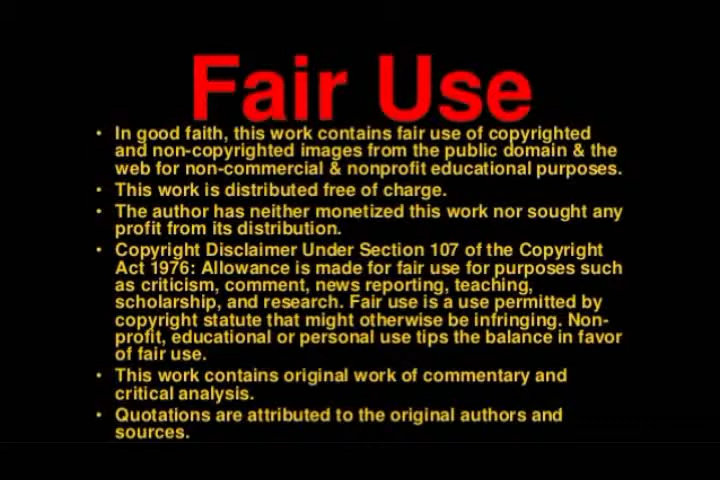 Fair Use
• In good faith, this work contains fair use of copyrighted
and non-copyrighted images from the public domain & the
web for non-commercial & nonprofit educational purposes.
• This work is distributed free of charge.
• The author has neither monetized this work nor sought any
profit from its distribution.
• Copyright Disclaimer Under Section 107 of the Copyright
Act 1976: Allowance is made for fair use for purposes such
as criticism, comment, news reporting, teaching,
scholarship, and research. Fair use is a use permitted by
copyright statute that might otherwise be infringing. Non-
profit, educational or personal use tips the balance in favor
of fair use.
• This work contains original work of commentary and
critical analysis.
• Quotations are attributed to the original authors and
sources.